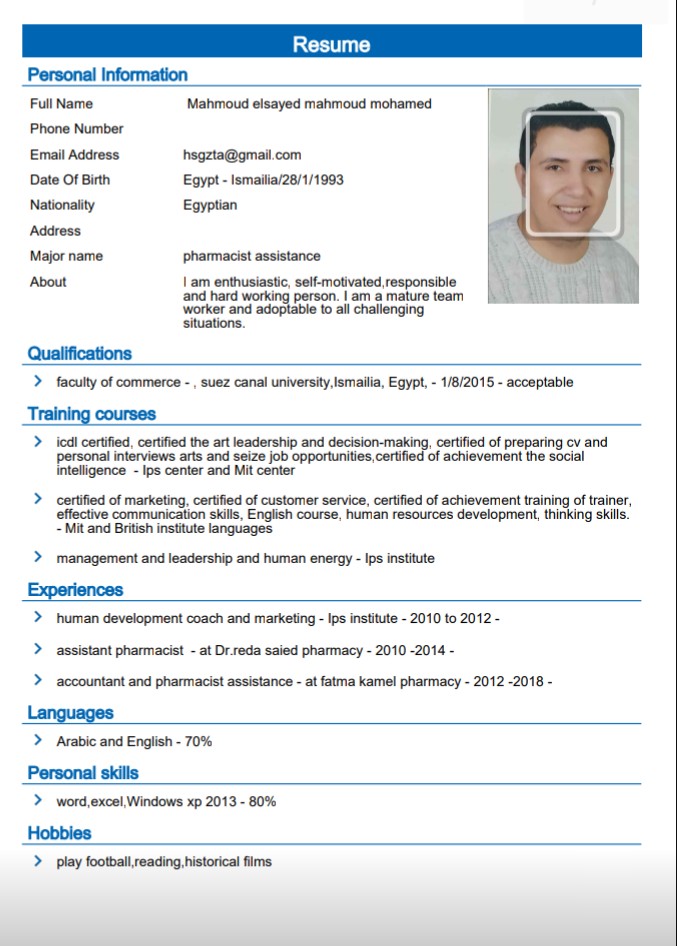 Resume
Personal Information
Full Name Mahmoud elsayed mahmoud mohamed
Phone Number
Email Address hsgzta@gmail.com
Date Of Birth Egypt - Ismailia/28/1/1993
Nationality Egyptian
Address
Major name pharmacist assistance
About I am enthusiastic, self-motivated,responsible
and hard working person. I am a mature team
worker and adoptable to all challenging
situations.
Qualifications
faculty of commerce - , suez canal university,Ismailia, Egypt, - 1/8/2015 - acceptable
Training courses
icdl certified, certified the art leadership and decision-making, certified of preparing cv and
personal interviews arts and seize job opportunities,certified of achievement the social
intelligence - Ips center and Mit center
certified of marketing, certified of customer service, certified of achievement training of trainer,
effective communication skills, English course, human resources development, thinking skills.
- Mit and British institute languages
management and leadership and human energy - Ips institute
Experiences
human development coach and marketing - Ips institute - 2010 to 2012 -
assistant pharmacist - at Dr.reda saied pharmacy - 2010 -2014 -
accountant and pharmacist assistance - at fatma kamel pharmacy - 2012 -2018 -
Languages
Arabic and English - 70%
Personal skills
word,excel,Windows xp 2013 - 80%
Hobbies
play football,reading,historical films